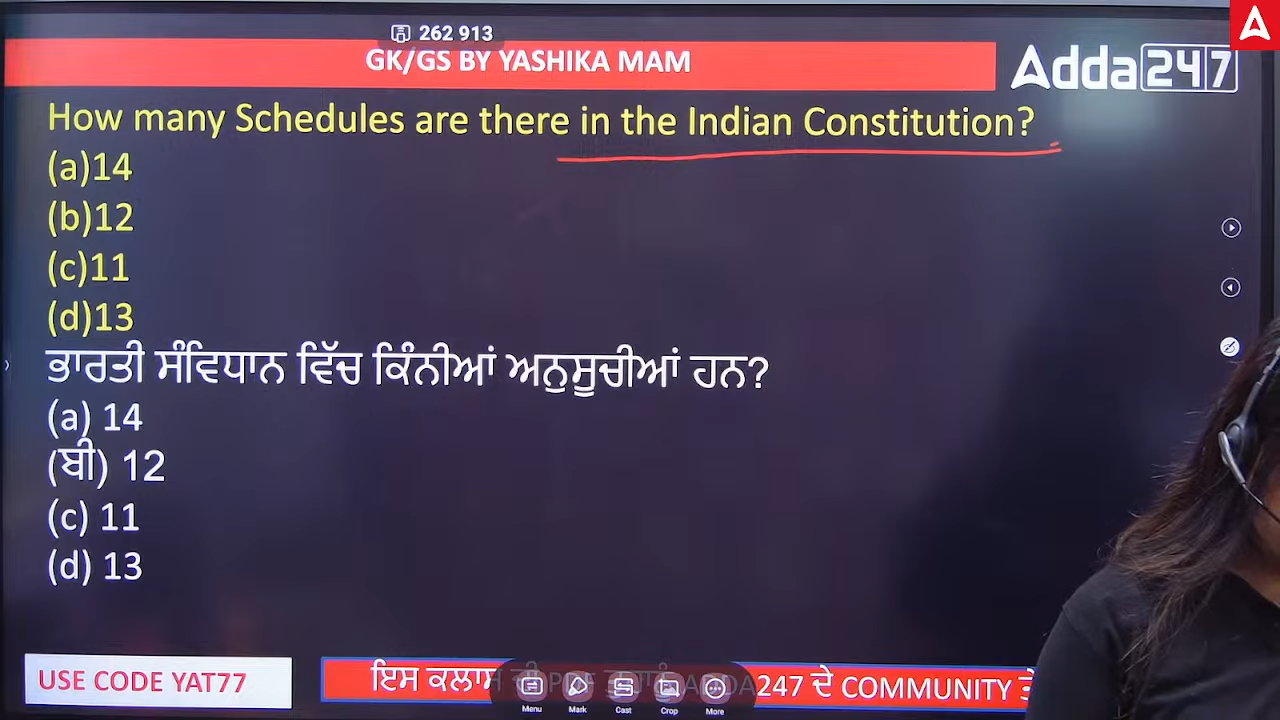 262 913
GK/GS BY YASHIKA MAM
Adda247
How many Schedules are there in the Indian Constitution?
(a)14
(b)12
(c)11
(d)13
ਭਾਰਤੀ ਸੰਵਿਧਾਨ ਵਿੱਚ ਕਿੰਨੀਆਂ ਅਨੁਸੂਚੀਆਂ ਹਨ?
(a) 14
(ਬੀ) 12
(c) 11
(d) 13
USE CODE YAT77
ਇਸ ਕਲਾਸ ਦੀ PDF ਤੁਹਾਨੂੰ ADDA 247 ਦੇ COMMUNITY
Menu Mark Cast Crop More